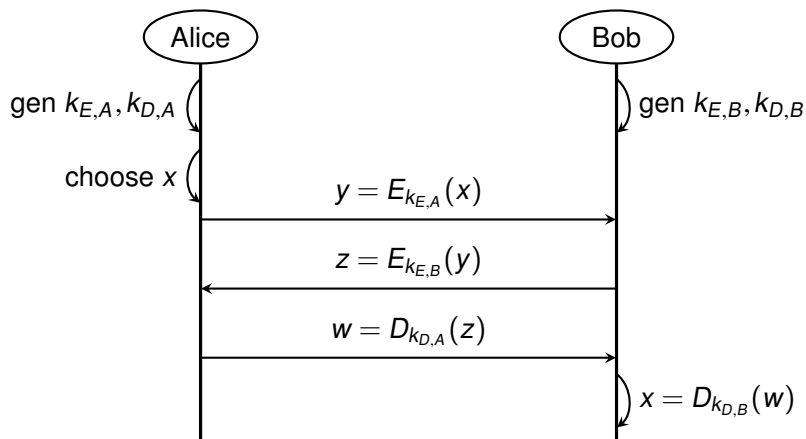 Alice
Bob
gen k_{E,A}, k_{D,A}
gen k_{E,B}, k_{D,B}
choose x
y = E_{k_{E,A}}(x)
z = E_{k_{E,B}}(y)
w = D_{k_{D,A}}(z)
x = D_{k_{D,B}}(w)